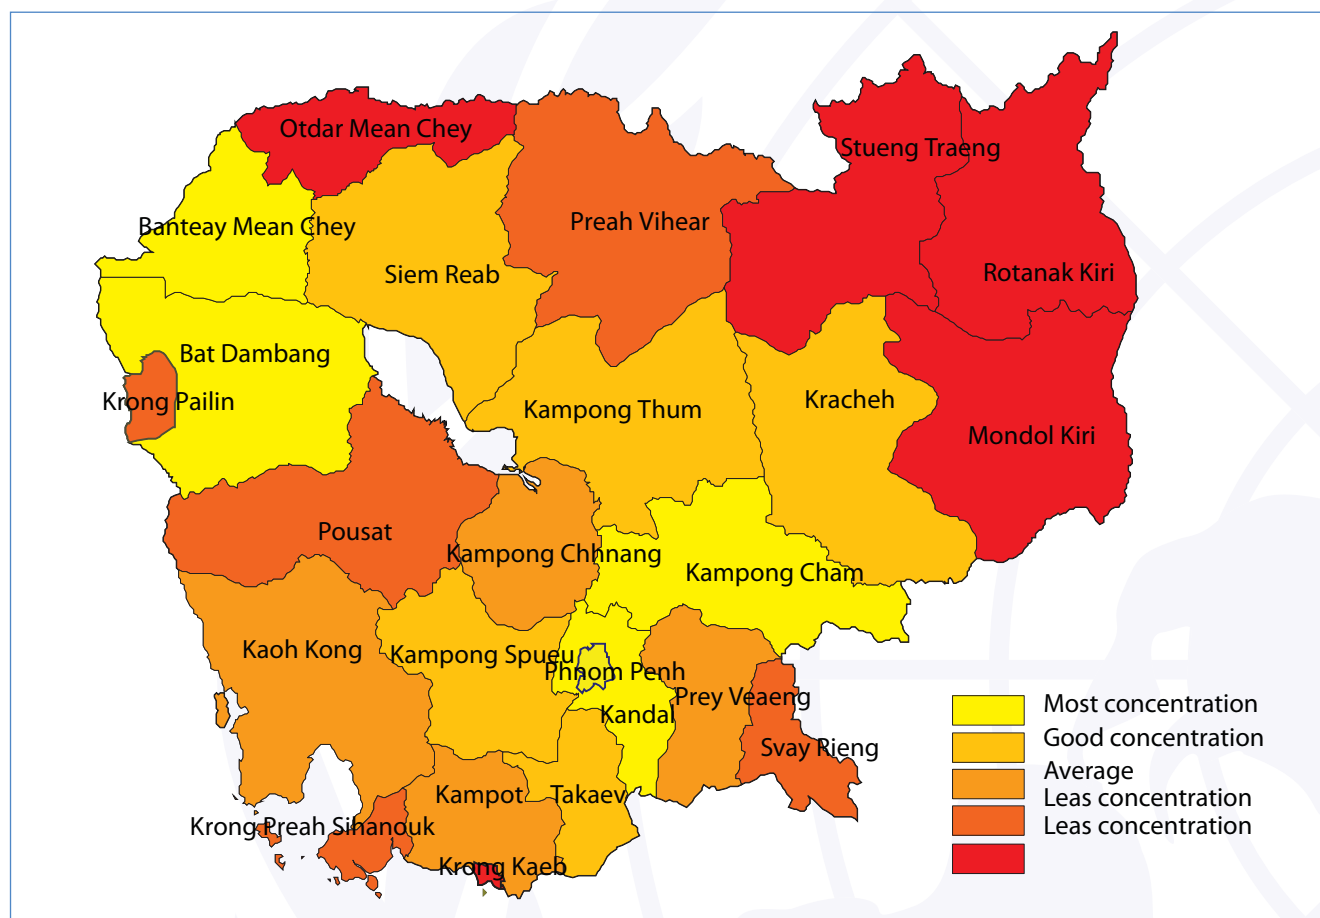 Otdar Mean Chey
Stueng Traeng
Banteay Mean Chey
Preah Vihear
Siem Reab
Rotanak Kiri
Bat Dambang
Krong Pailin
Kampong Thum
Kracheh
Mondol Kiri
Pousat
Kampong Chhnang
Kampong Cham
Kaoh Kong
Kampong Spueu
Phnom Penh
Prey Veaeng
Kandal
Svay Rieng
Kampot
Takaev
Krong Preah Sihanouk
Krong Kaeb
Most concentration
Good concentration
Average
Leas concentration
Leas concentration